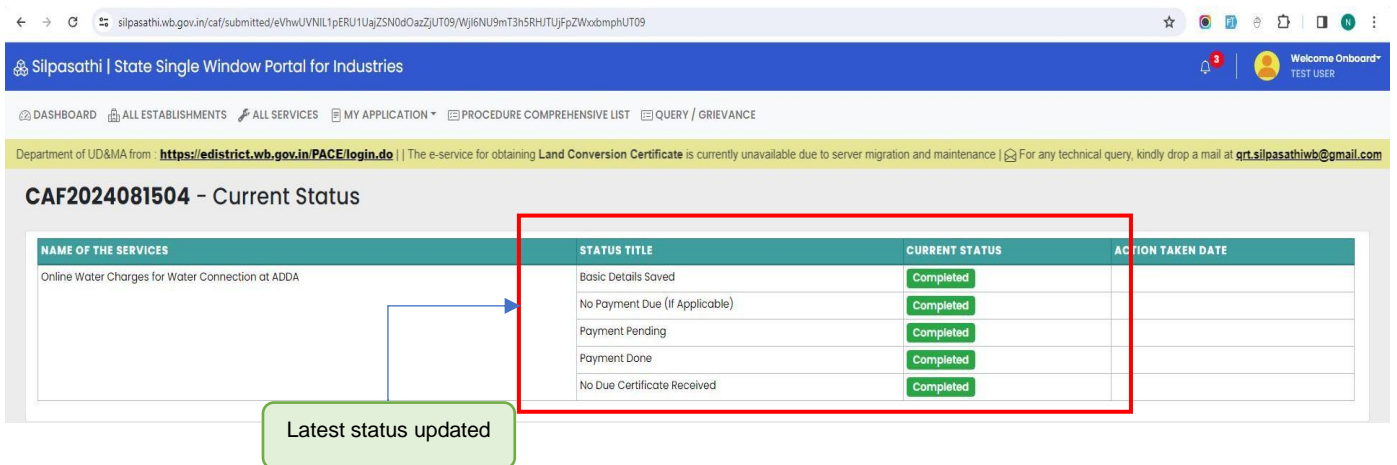 silpasathi.wb.gov.in/caf/submitted/eVhwUVNIL1pERU1UajZSN0dOazZjUT09/WjI6NU9mT3h5RHJTUjFpZWxxbmphUT09
N
Silpasathi | State Single Window Portal for Industries
3
Welcome Onboard
TEST USER
DASHBOARD ALL ESTABLISHMENTS ALL SERVICES MY APPLICATION PROCEDURE COMPREHENSIVE LIST QUERY / GRIEVANCE
Department of UD&MA from : https://edistrict.wb.gov.in/PACE/login.do | | The e-service for obtaining Land Conversion Certificate is currently unavailable due to server migration and maintenance | For any technical query, kindly drop a mail at qrt.silpasathiwb@gmail.com
CAF2024081504 - Current Status
NAME OF THE SERVICES STATUS TITLE CURRENT STATUS ACTION TAKEN DATE
Online Water Charges for Water Connection at ADDA Basic Details Saved Completed
No Payment Due (If Applicable) Completed
Payment Pending Completed
Payment Done Completed
No Due Certificate Received Completed
Latest status updated